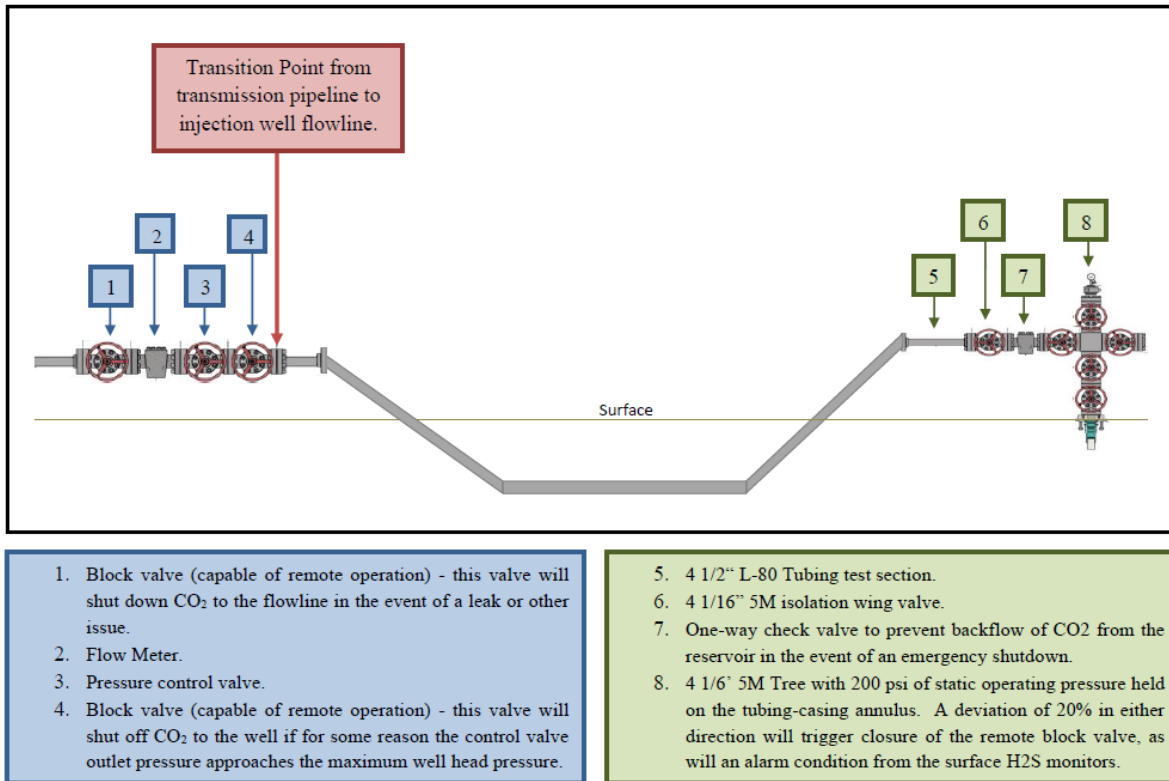 Transition Point from
transmission pipeline to
injection well flowline.
1
2
3
4
5
6
7
8
Surface
1. Block valve (capable of remote operation) - this valve will
shut down CO₂ to the flowline in the event of a leak or other
issue.
2. Flow Meter.
3. Pressure control valve.
4. Block valve (capable of remote operation) - this valve will
shut off CO₂ to the well if for some reason the control valve
outlet pressure approaches the maximum well head pressure.
5. 4 1/2“ L-80 Tubing test section.
6. 4 1/16” 5M isolation wing valve.
7. One-way check valve to prevent backflow of CO2 from the
reservoir in the event of an emergency shutdown.
8. 4 1/6’ 5M Tree with 200 psi of static operating pressure held
on the tubing-casing annulus. A deviation of 20% in either
direction will trigger closure of the remote block valve, as
will an alarm condition from the surface H2S monitors.